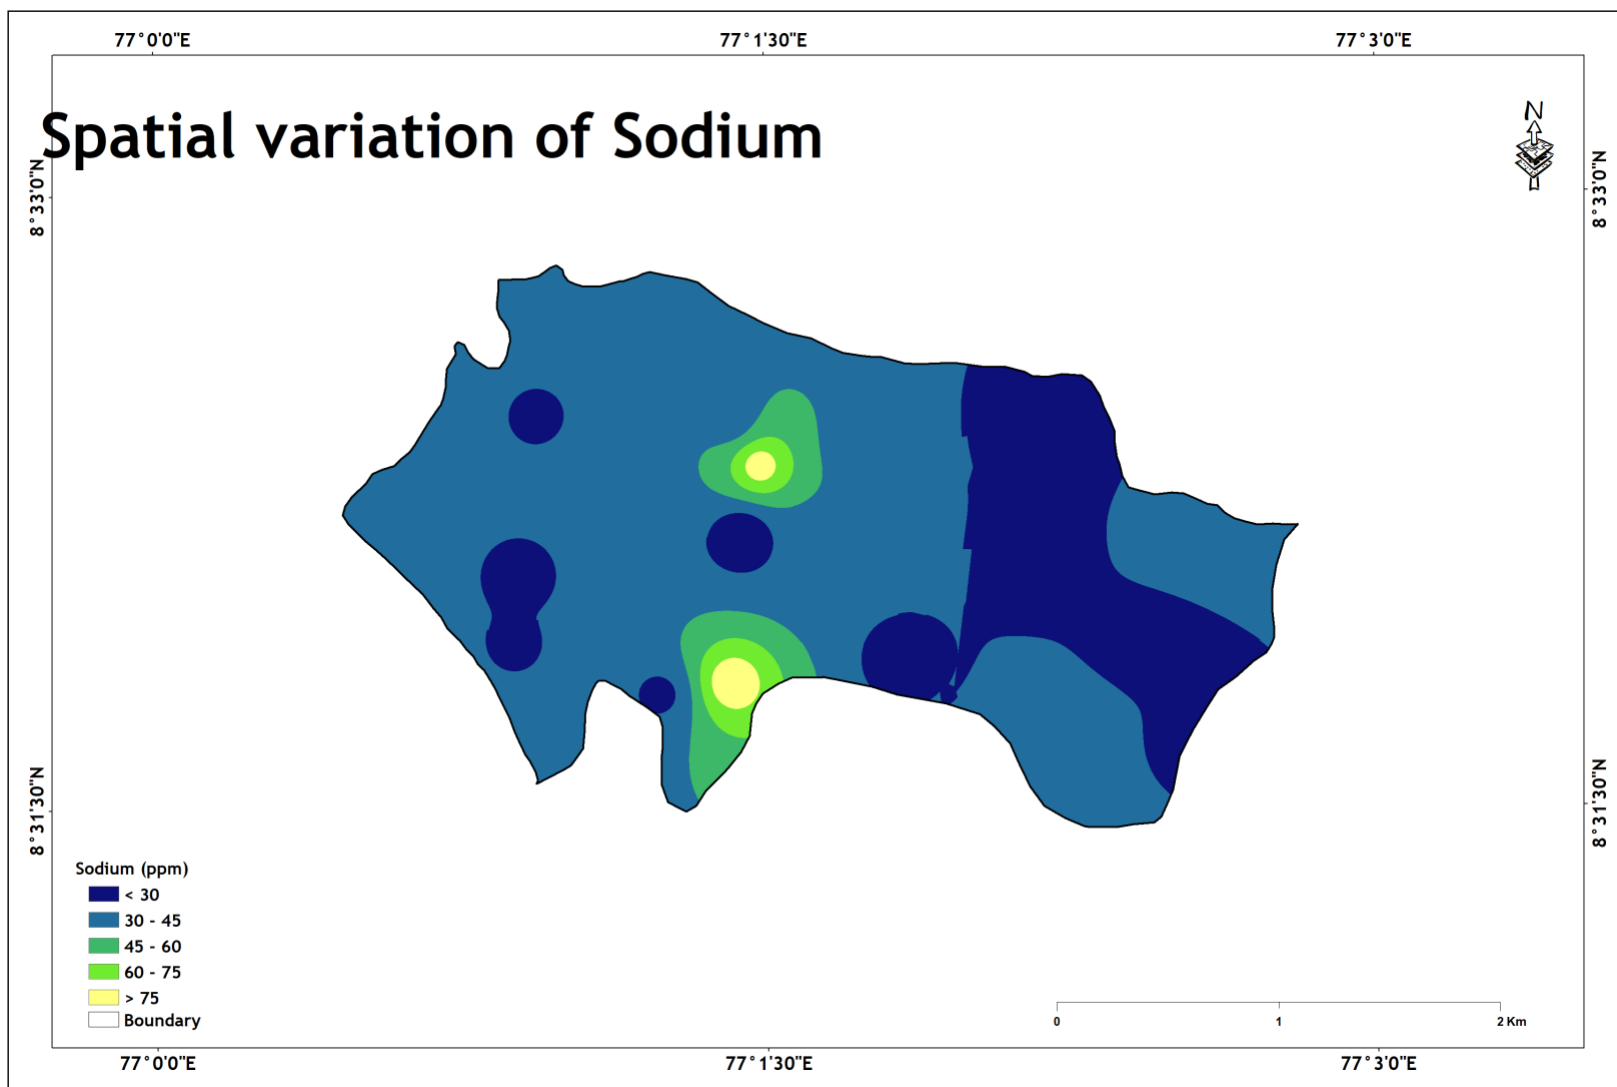 77°0'0"E 77°1'30"E 77°3'0"E
Spatial variation of Sodium
N
8°33'0"N 8°33'0"N
8°31'30"N 8°31'30"N
Sodium (ppm)
< 30
30 - 45
45 - 60
60 - 75
> 75
Boundary
0 1 2 Km
77°0'0"E 77°1'30"E 77°3'0"E